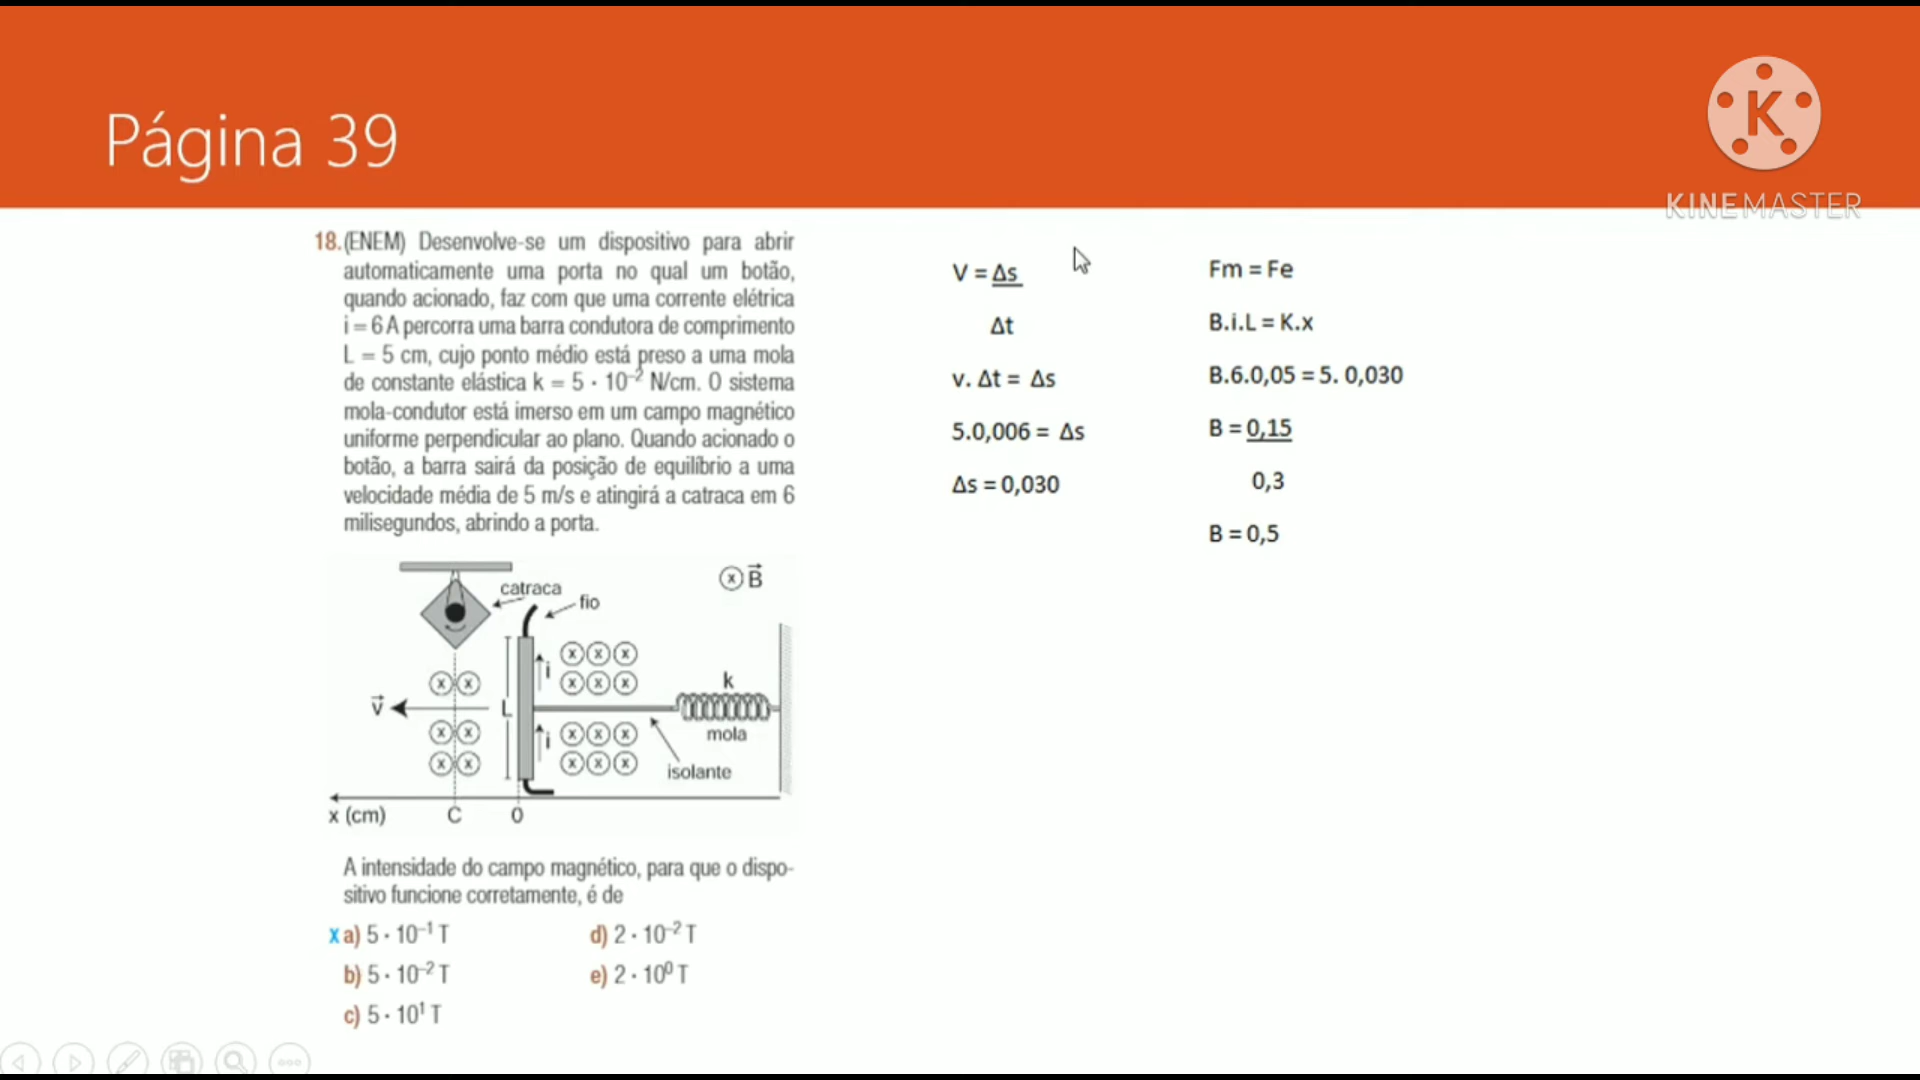 Página 39
K
KINEMASTER
18. (ENEM) Desenvolve-se um dispositivo para abrir
automaticamente uma porta no qual um botão,
quando acionado, faz com que uma corrente elétrica
i = 6 A percorra uma barra condutora de comprimento
L = 5 cm, cujo ponto médio está preso a uma mola
de constante elástica k = 5 · 10⁻² N/cm. O sistema
mola-condutor está imerso em um campo magnético
uniforme perpendicular ao plano. Quando acionado o
botão, a barra sairá da posição de equilíbrio a uma
velocidade média de 5 m/s e atingirá a catraca em 6
milisegundos, abrindo a porta.
catraca
fio
x B⃗
x x x
i
x x x
x x
k
v⃗
L
mola
x x
i
x x x
x x
x x x
isolante
x (cm)
C
0
A intensidade do campo magnético, para que o dispo-
sitivo funcione corretamente, é de
x a) 5 · 10⁻¹ T
b) 5 · 10⁻² T
c) 5 · 10¹ T
d) 2 · 10⁻² T
e) 2 · 10⁰ T
V = Δs
Δt
v. Δt = Δs
5.0,006 = Δs
Δs = 0,030
Fm = Fe
B.i.L = K.x
B.6.0,05 = 5. 0,030
B = 0,15
0,3
B = 0,5